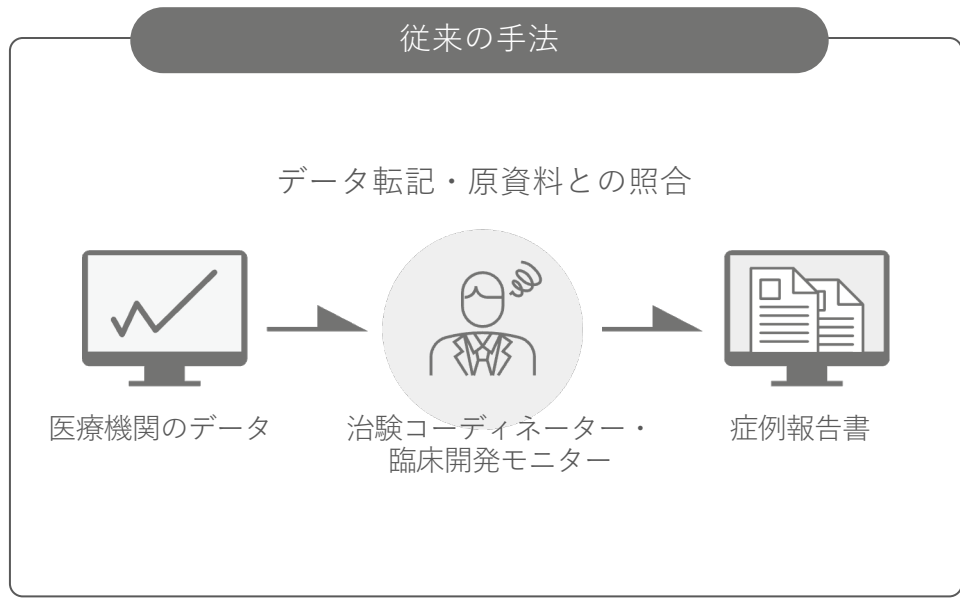 従来の手法
データ転記・原資料との照合
医療機関のデータ
治験コーディネーター・
臨床開発モニター
症例報告書